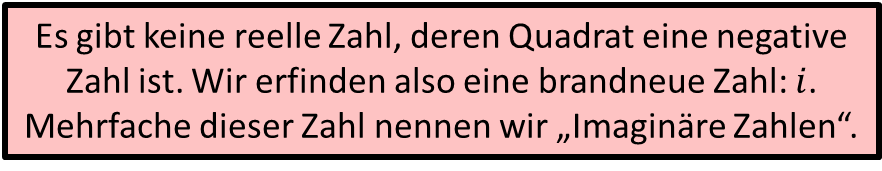 Es gibt keine reelle Zahl, deren Quadrat eine negative
Zahl ist. Wir erfinden also eine brandneue Zahl: 𝑖.
Mehrfache dieser Zahl nennen wir „Imaginäre Zahlen“.